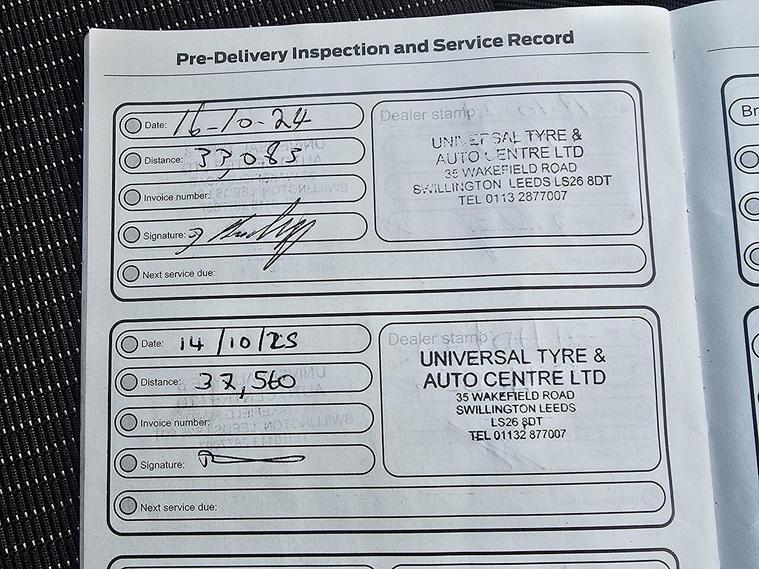 Pre-Delivery Inspection and Service Record
Date: 16-10-24
Distance: 33,083
Invoice number:
Signature:
Next service due:
Dealer stamp
UNIVERSAL TYRE &
AUTO CENTRE LTD
35 WAKEFIELD ROAD
SWILLINGTON LEEDS LS26 8DT
TEL 0113 2877007
Date: 14/10/25
Distance: 37,560
Invoice number:
Signature:
Next service due:
Dealer stamp
UNIVERSAL TYRE &
AUTO CENTRE LTD
35 WAKEFIELD ROAD
SWILLINGTON LEEDS
LS26 8DT
TEL 01132 877007
Br